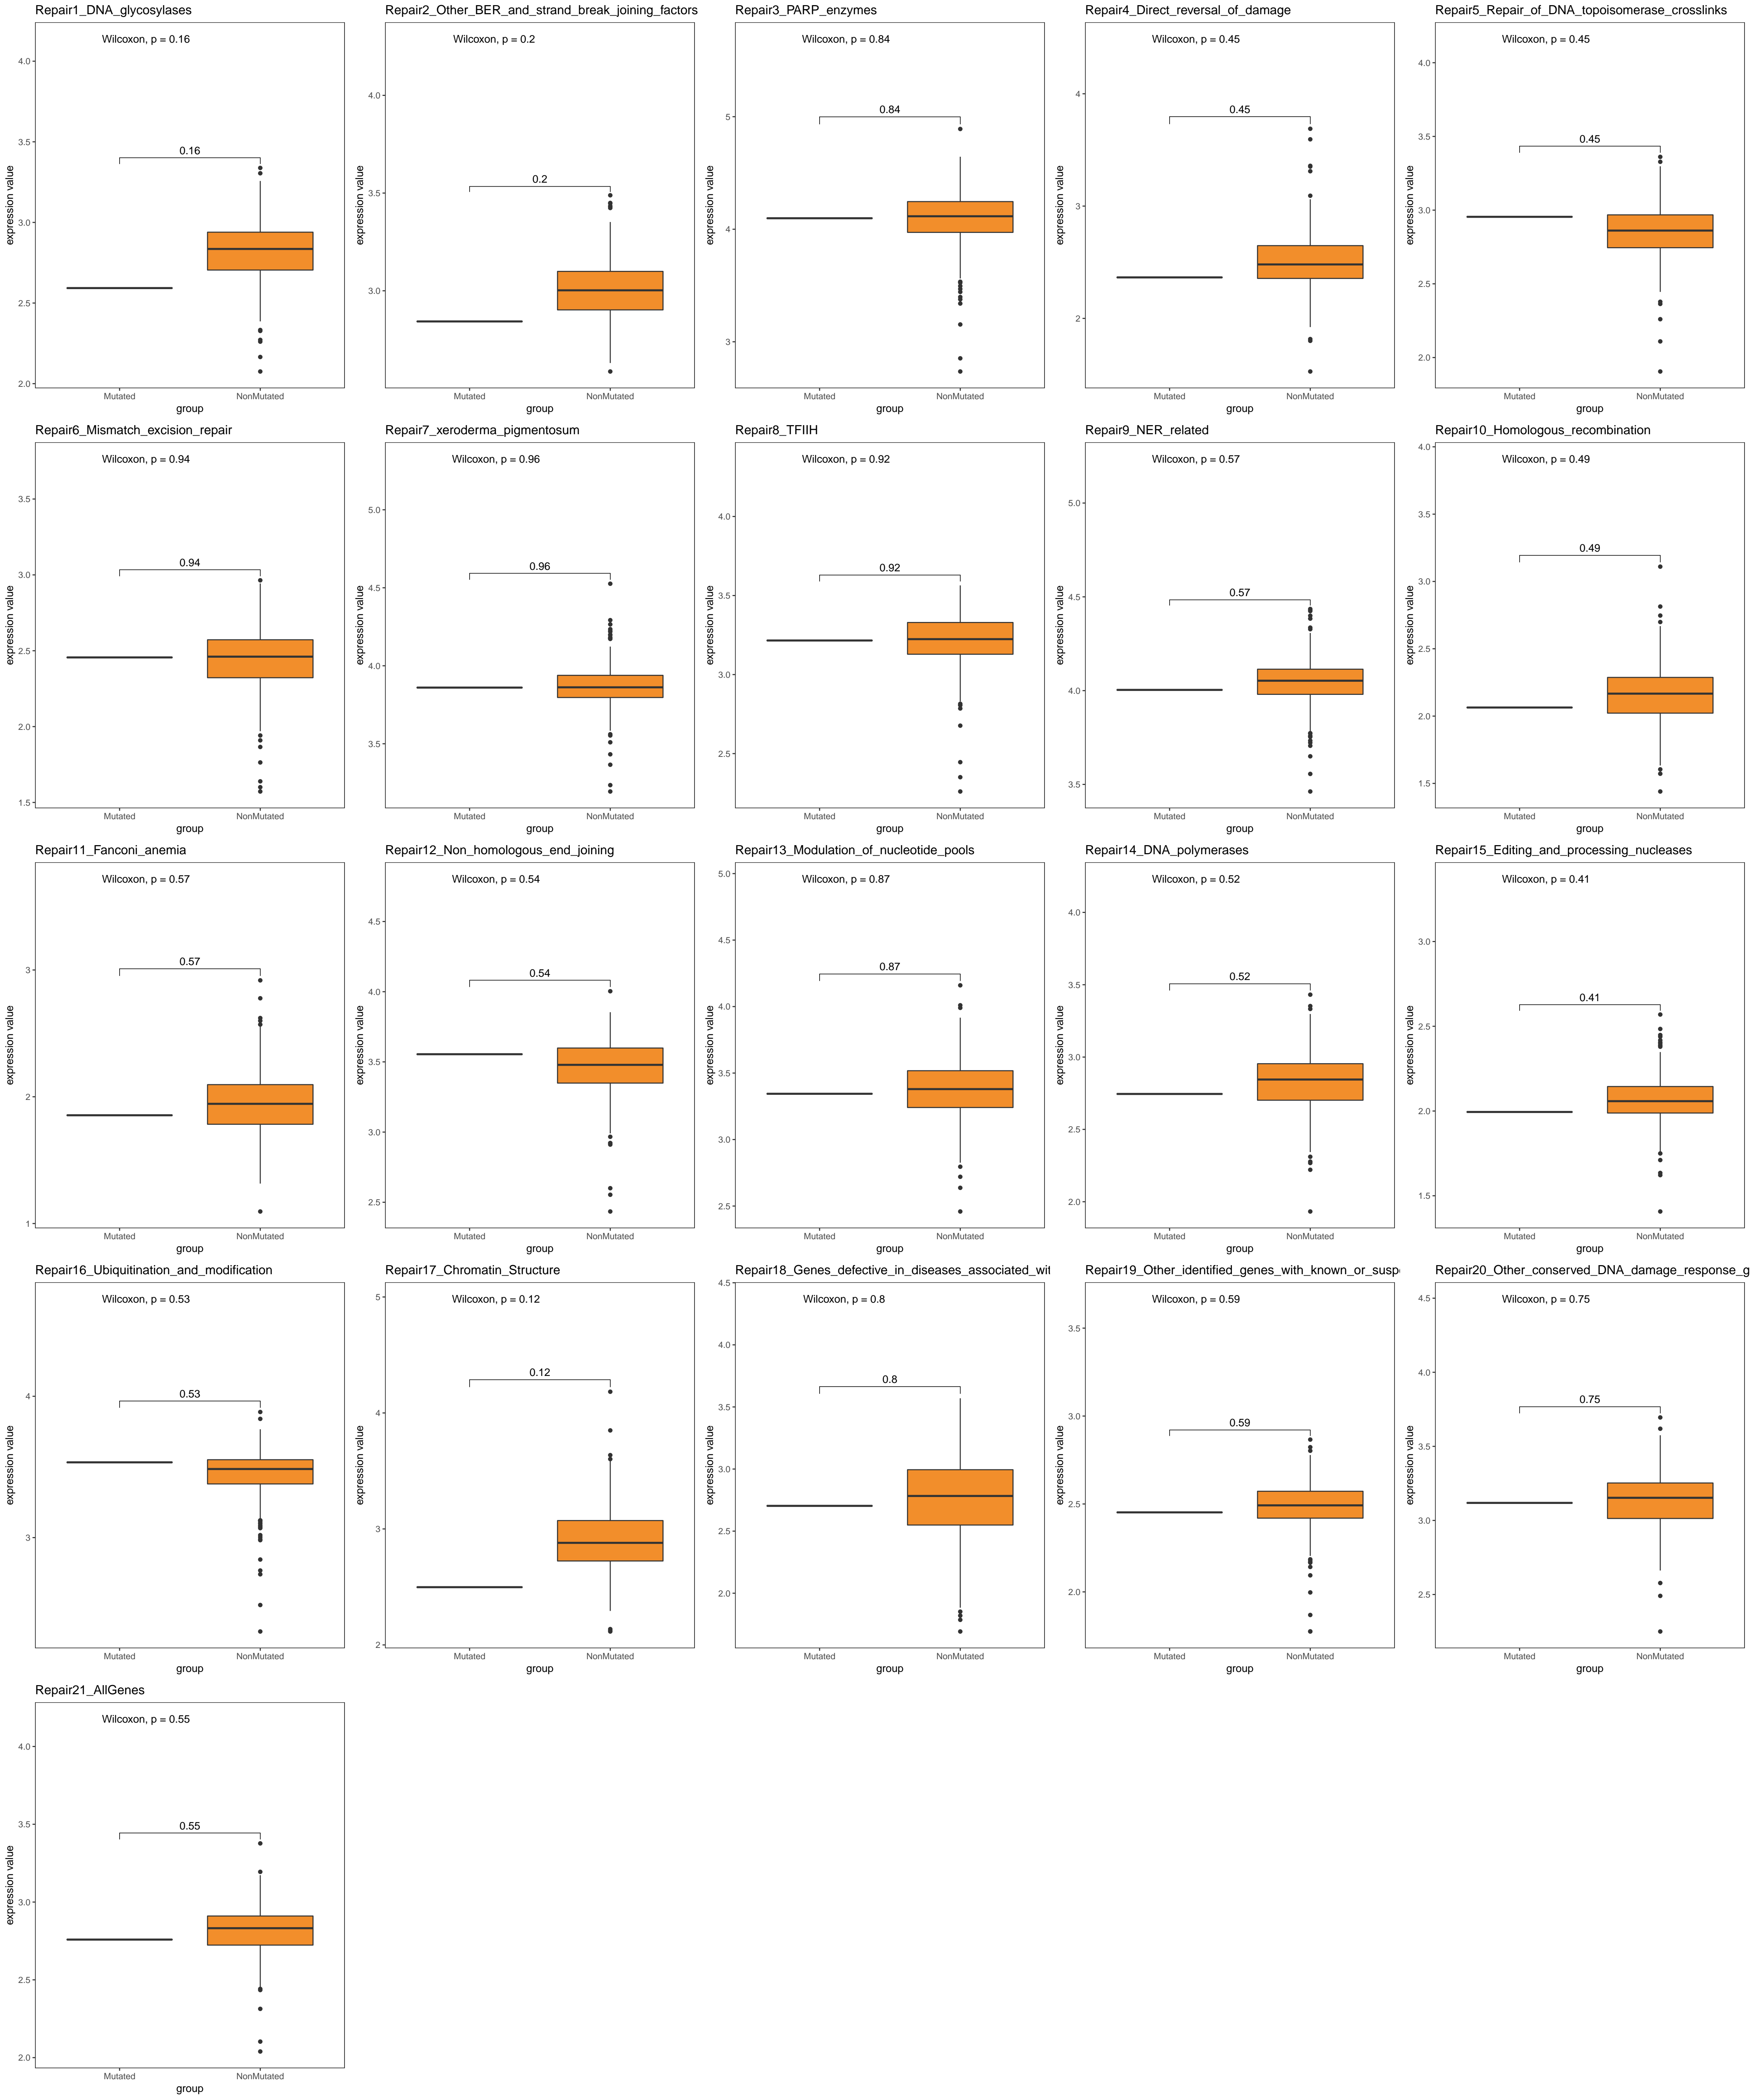 Repair1_DNA_glycosylases
Wilcoxon, p = 0.16
0.16
4.0
3.5
3.0
2.5
2.0
expression value
Mutated
NonMutated
group
Repair2_Other_BER_and_strand_break_joining_factors
Wilcoxon, p = 0.2
0.2
4.0
3.5
3.0
expression value
Mutated
NonMutated
group
Repair3_PARP_enzymes
Wilcoxon, p = 0.84
0.84
5
4
3
expression value
Mutated
NonMutated
group
Repair4_Direct_reversal_of_damage
Wilcoxon, p = 0.45
0.45
4
3
2
expression value
Mutated
NonMutated
group
Repair5_Repair_of_DNA_topoisomerase_crosslinks
Wilcoxon, p = 0.45
0.45
4.0
3.5
3.0
2.5
2.0
expression value
Mutated
NonMutated
group
Repair6_Mismatch_excision_repair
Wilcoxon, p = 0.94
0.94
3.5
3.0
2.5
2.0
1.5
expression value
Mutated
NonMutated
group
Repair7_xeroderma_pigmentosum
Wilcoxon, p = 0.96
0.96
5.0
4.5
4.0
3.5
expression value
Mutated
NonMutated
group
Repair8_TFIIH
Wilcoxon, p = 0.92
0.92
4.0
3.5
3.0
2.5
expression value
Mutated
NonMutated
group
Repair9_NER_related
Wilcoxon, p = 0.57
0.57
5.0
4.5
4.0
3.5
expression value
Mutated
NonMutated
group
Repair10_Homologous_recombination
Wilcoxon, p = 0.49
0.49
4.0
3.5
3.0
2.5
2.0
1.5
expression value
Mutated
NonMutated
group
Repair11_Fanconi_anemia
Wilcoxon, p = 0.57
0.57
3
2
1
expression value
Mutated
NonMutated
group
Repair12_Non_homologous_end_joining
Wilcoxon, p = 0.54
0.54
4.5
4.0
3.5
3.0
2.5
expression value
Mutated
NonMutated
group
Repair13_Modulation_of_nucleotide_pools
Wilcoxon, p = 0.87
0.87
5.0
4.5
4.0
3.5
3.0
2.5
expression value
Mutated
NonMutated
group
Repair14_DNA_polymerases
Wilcoxon, p = 0.52
0.52
4.0
3.5
3.0
2.5
2.0
expression value
Mutated
NonMutated
group
Repair15_Editing_and_processing_nucleases
Wilcoxon, p = 0.41
0.41
3.0
2.5
2.0
1.5
expression value
Mutated
NonMutated
group
Repair16_Ubiquitination_and_modification
Wilcoxon, p = 0.53
0.53
4
3
expression value
Mutated
NonMutated
group
Repair17_Chromatin_Structure
Wilcoxon, p = 0.12
0.12
5
4
3
2
expression value
Mutated
NonMutated
group
Repair18_Genes_defective_in_diseases_associated_wit
Wilcoxon, p = 0.8
0.8
4.5
4.0
3.5
3.0
2.5
2.0
expression value
Mutated
NonMutated
group
Repair19_Other_identified_genes_with_known_or_susp
Wilcoxon, p = 0.59
0.59
3.5
3.0
2.5
2.0
expression value
Mutated
NonMutated
group
Repair20_Other_conserved_DNA_damage_response_g
Wilcoxon, p = 0.75
0.75
4.5
4.0
3.5
3.0
2.5
expression value
Mutated
NonMutated
group
Repair21_AllGenes
Wilcoxon, p = 0.55
0.55
4.0
3.5
3.0
2.5
2.0
expression value
Mutated
NonMutated
group